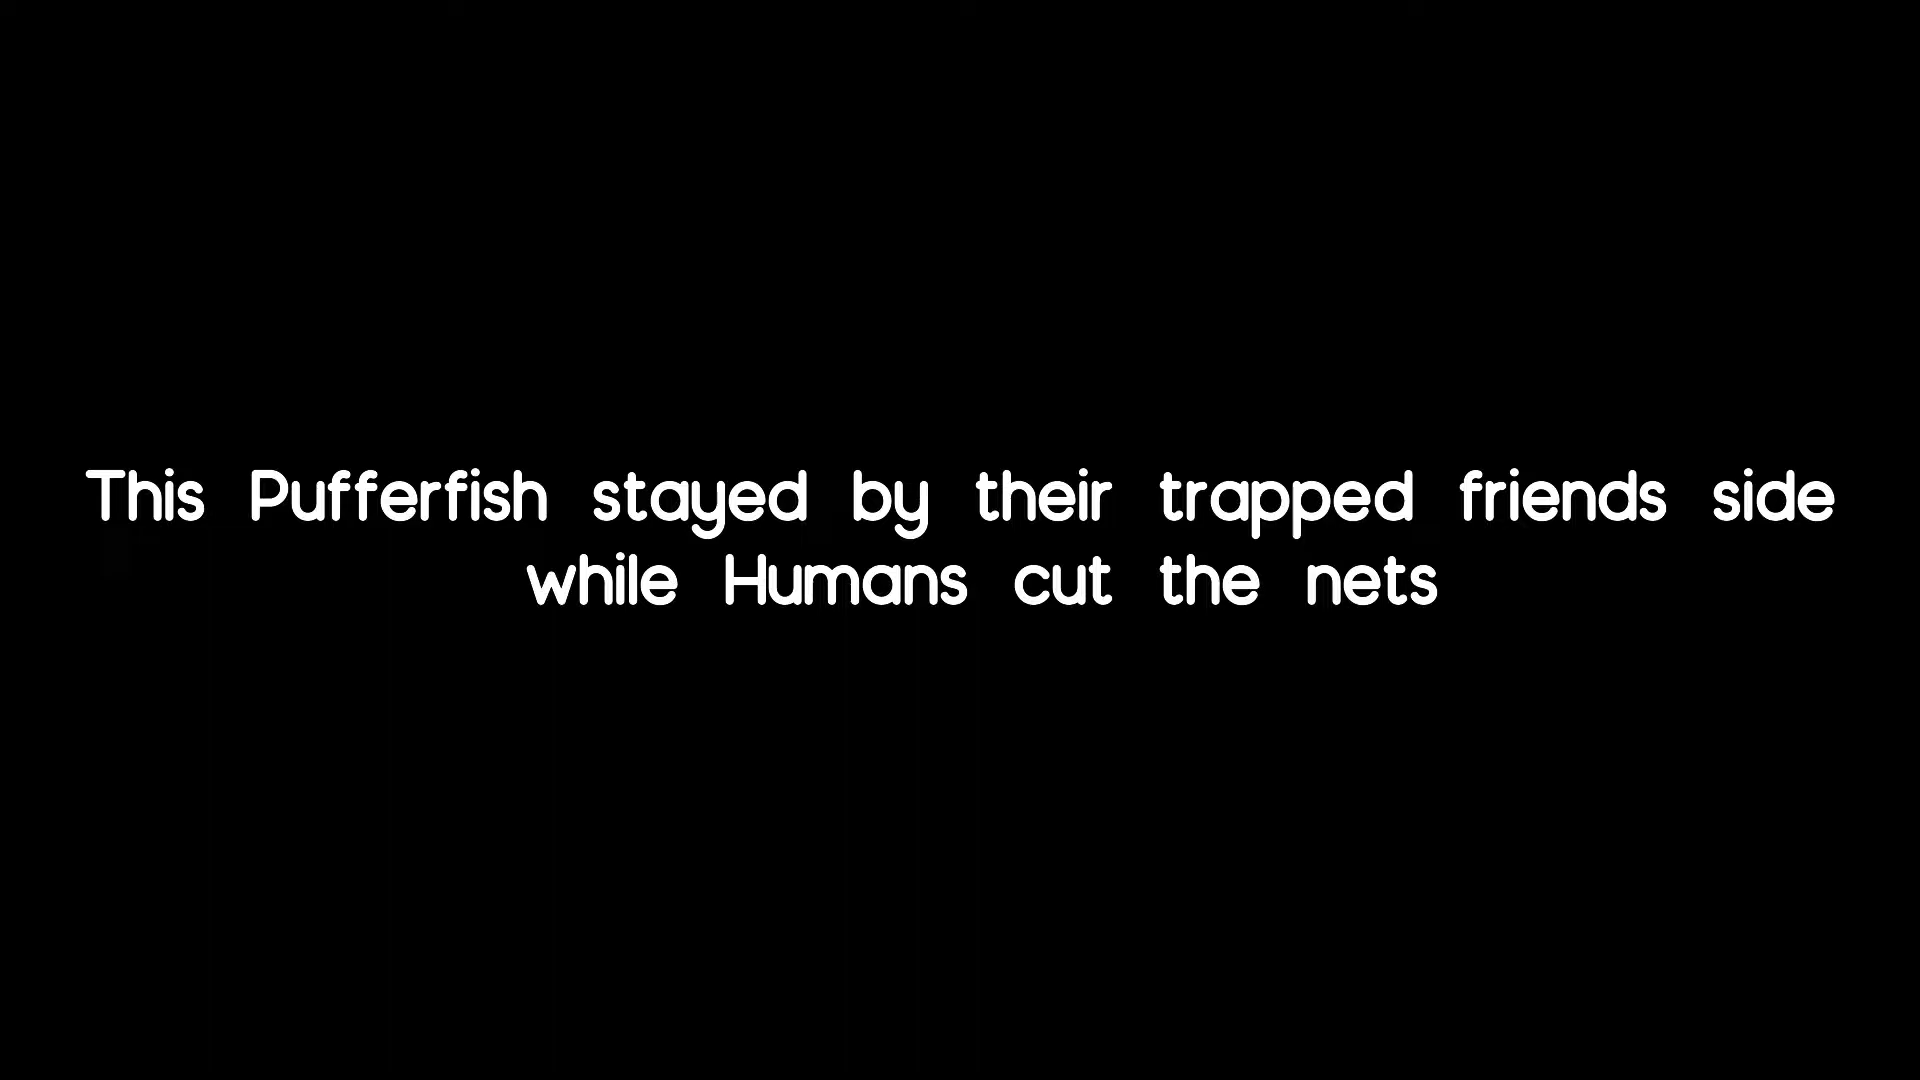 This Pufferfish stayed by their trapped friends side
while Humans cut the nets